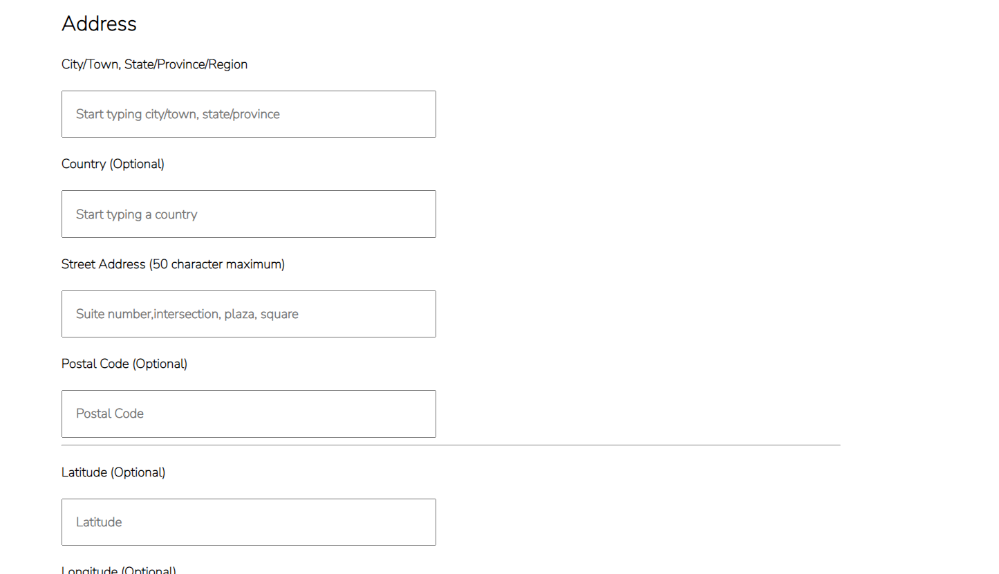 Address
City/Town, State/Province/Region
Start typing city/town, state/province
Country (Optional)
Start typing a country
Street Address (50 character maximum)
Suite number,intersection, plaza, square
Postal Code (Optional)
Postal Code
Latitude (Optional)
Latitude
Longitude (Optional)